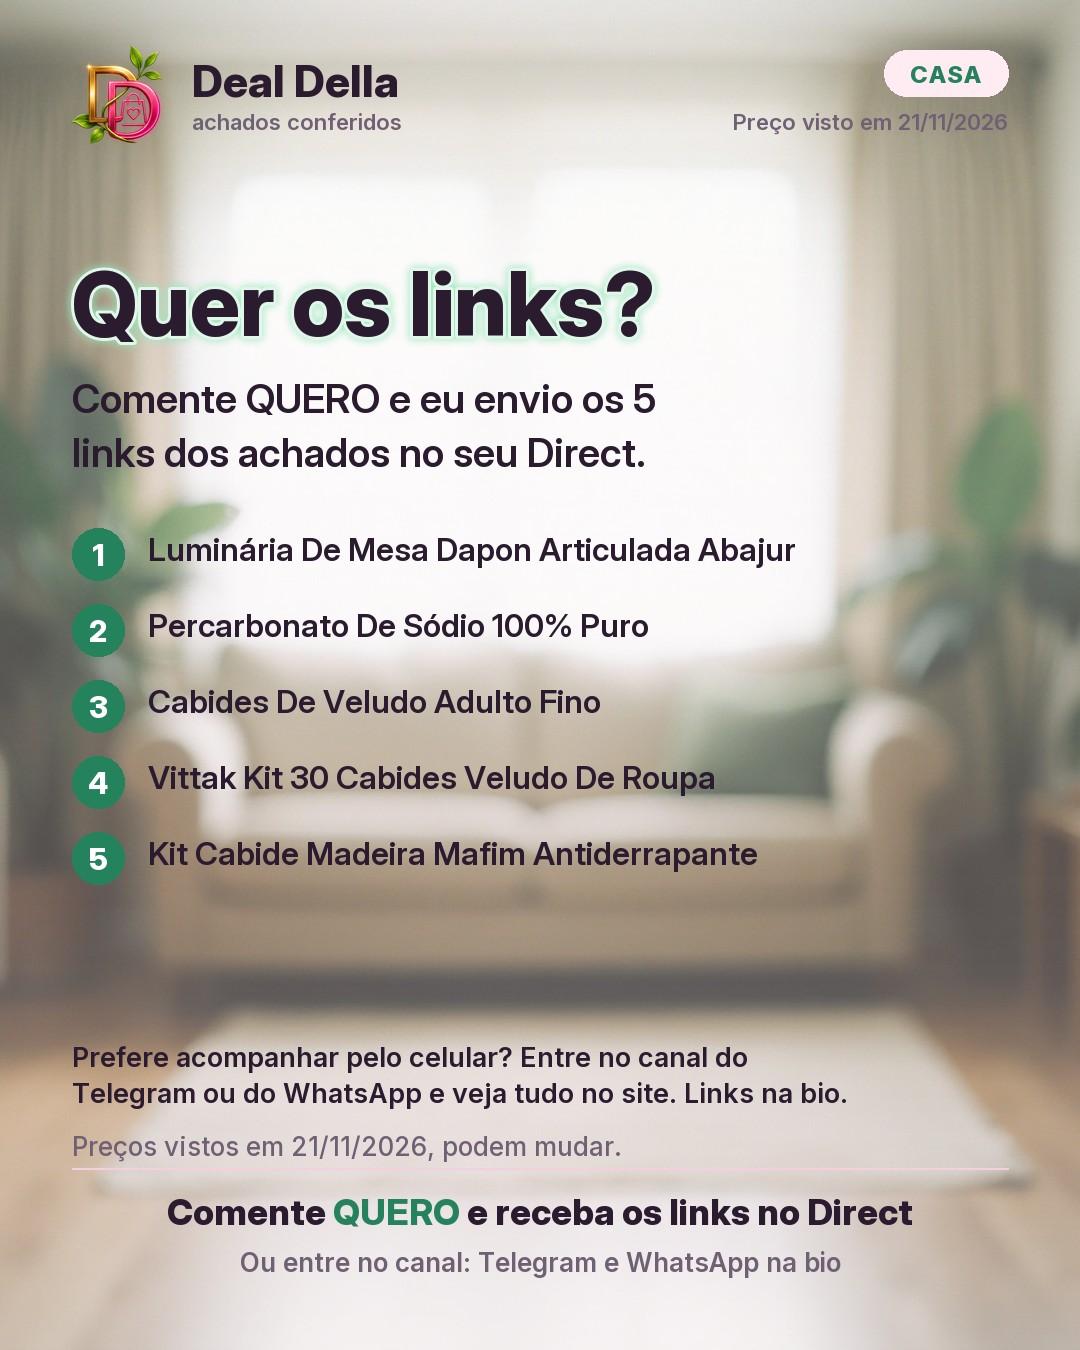 Deal Della
achados conferidos
CASA
Preço visto em 21/11/2026
Quer os links?
Comente QUERO e eu envio os 5
links dos achados no seu Direct.
1 Luminária De Mesa Dapon Articulada Abajur
2 Percarbonato De Sódio 100% Puro
3 Cabides De Veludo Adulto Fino
4 Vittak Kit 30 Cabides Veludo De Roupa
5 Kit Cabide Madeira Mafim Antiderrapante
Prefere acompanhar pelo celular? Entre no canal do
Telegram ou do WhatsApp e veja tudo no site. Links na bio.
Preços vistos em 21/11/2026, podem mudar.
Comente QUERO e receba os links no Direct
Ou entre no canal: Telegram e WhatsApp na bio